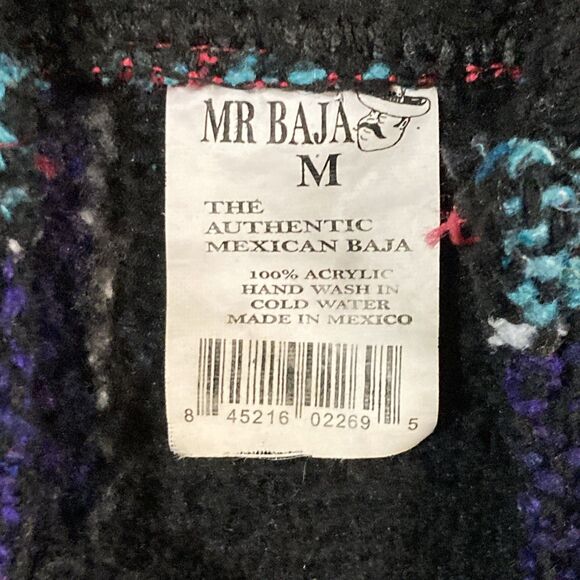 MR BAJA
M
THE
AUTHENTIC
MEXICAN BAJA
100% ACRYLIC
HAND WASH IN
COLD WATER
MADE IN MEXICO
8 45216 02269 5